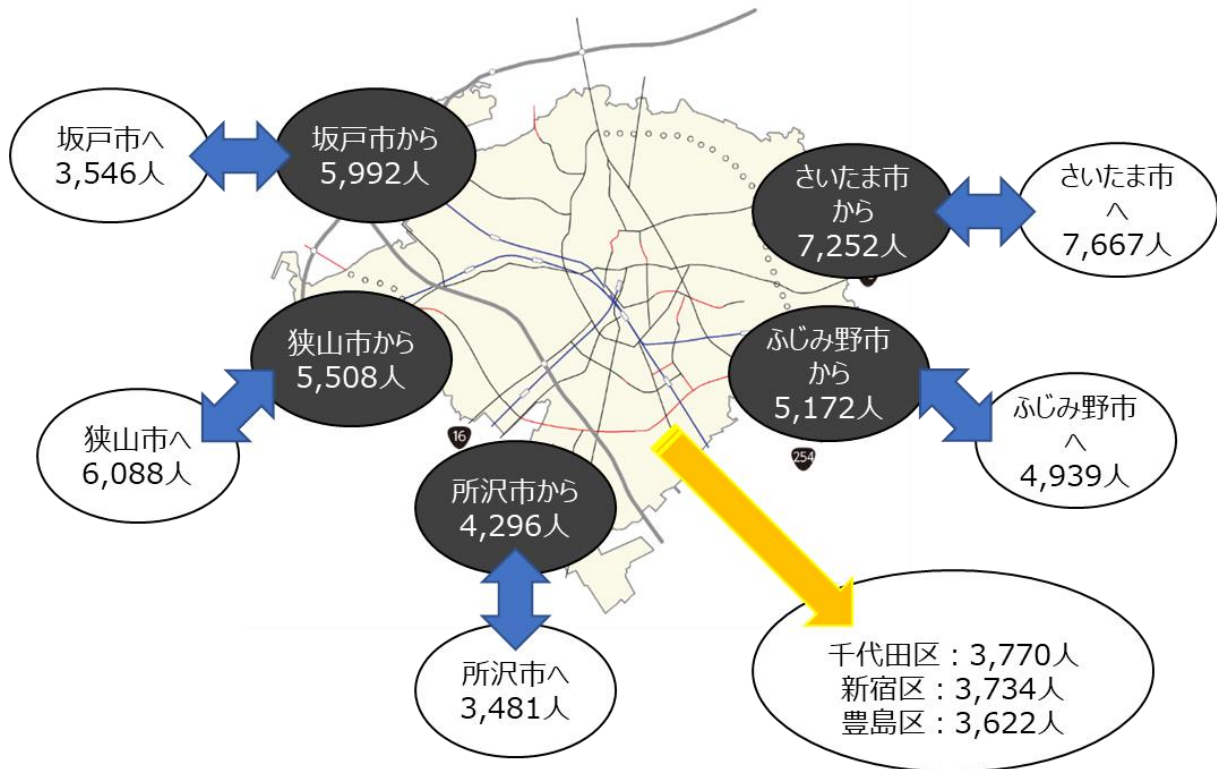 坂戸市へ
3,546人
坂戸市から
5,992人
さいたま市
から
7,252人
さいたま市
へ
7,667人
狭山市から
5,508人
狭山市へ
6,088人
ふじみ野市
から
5,172人
ふじみ野市
へ
4,939人
16
254
所沢市から
4,296人
所沢市へ
3,481人
千代田区：3,770人
新宿区：3,734人
豊島区：3,622人